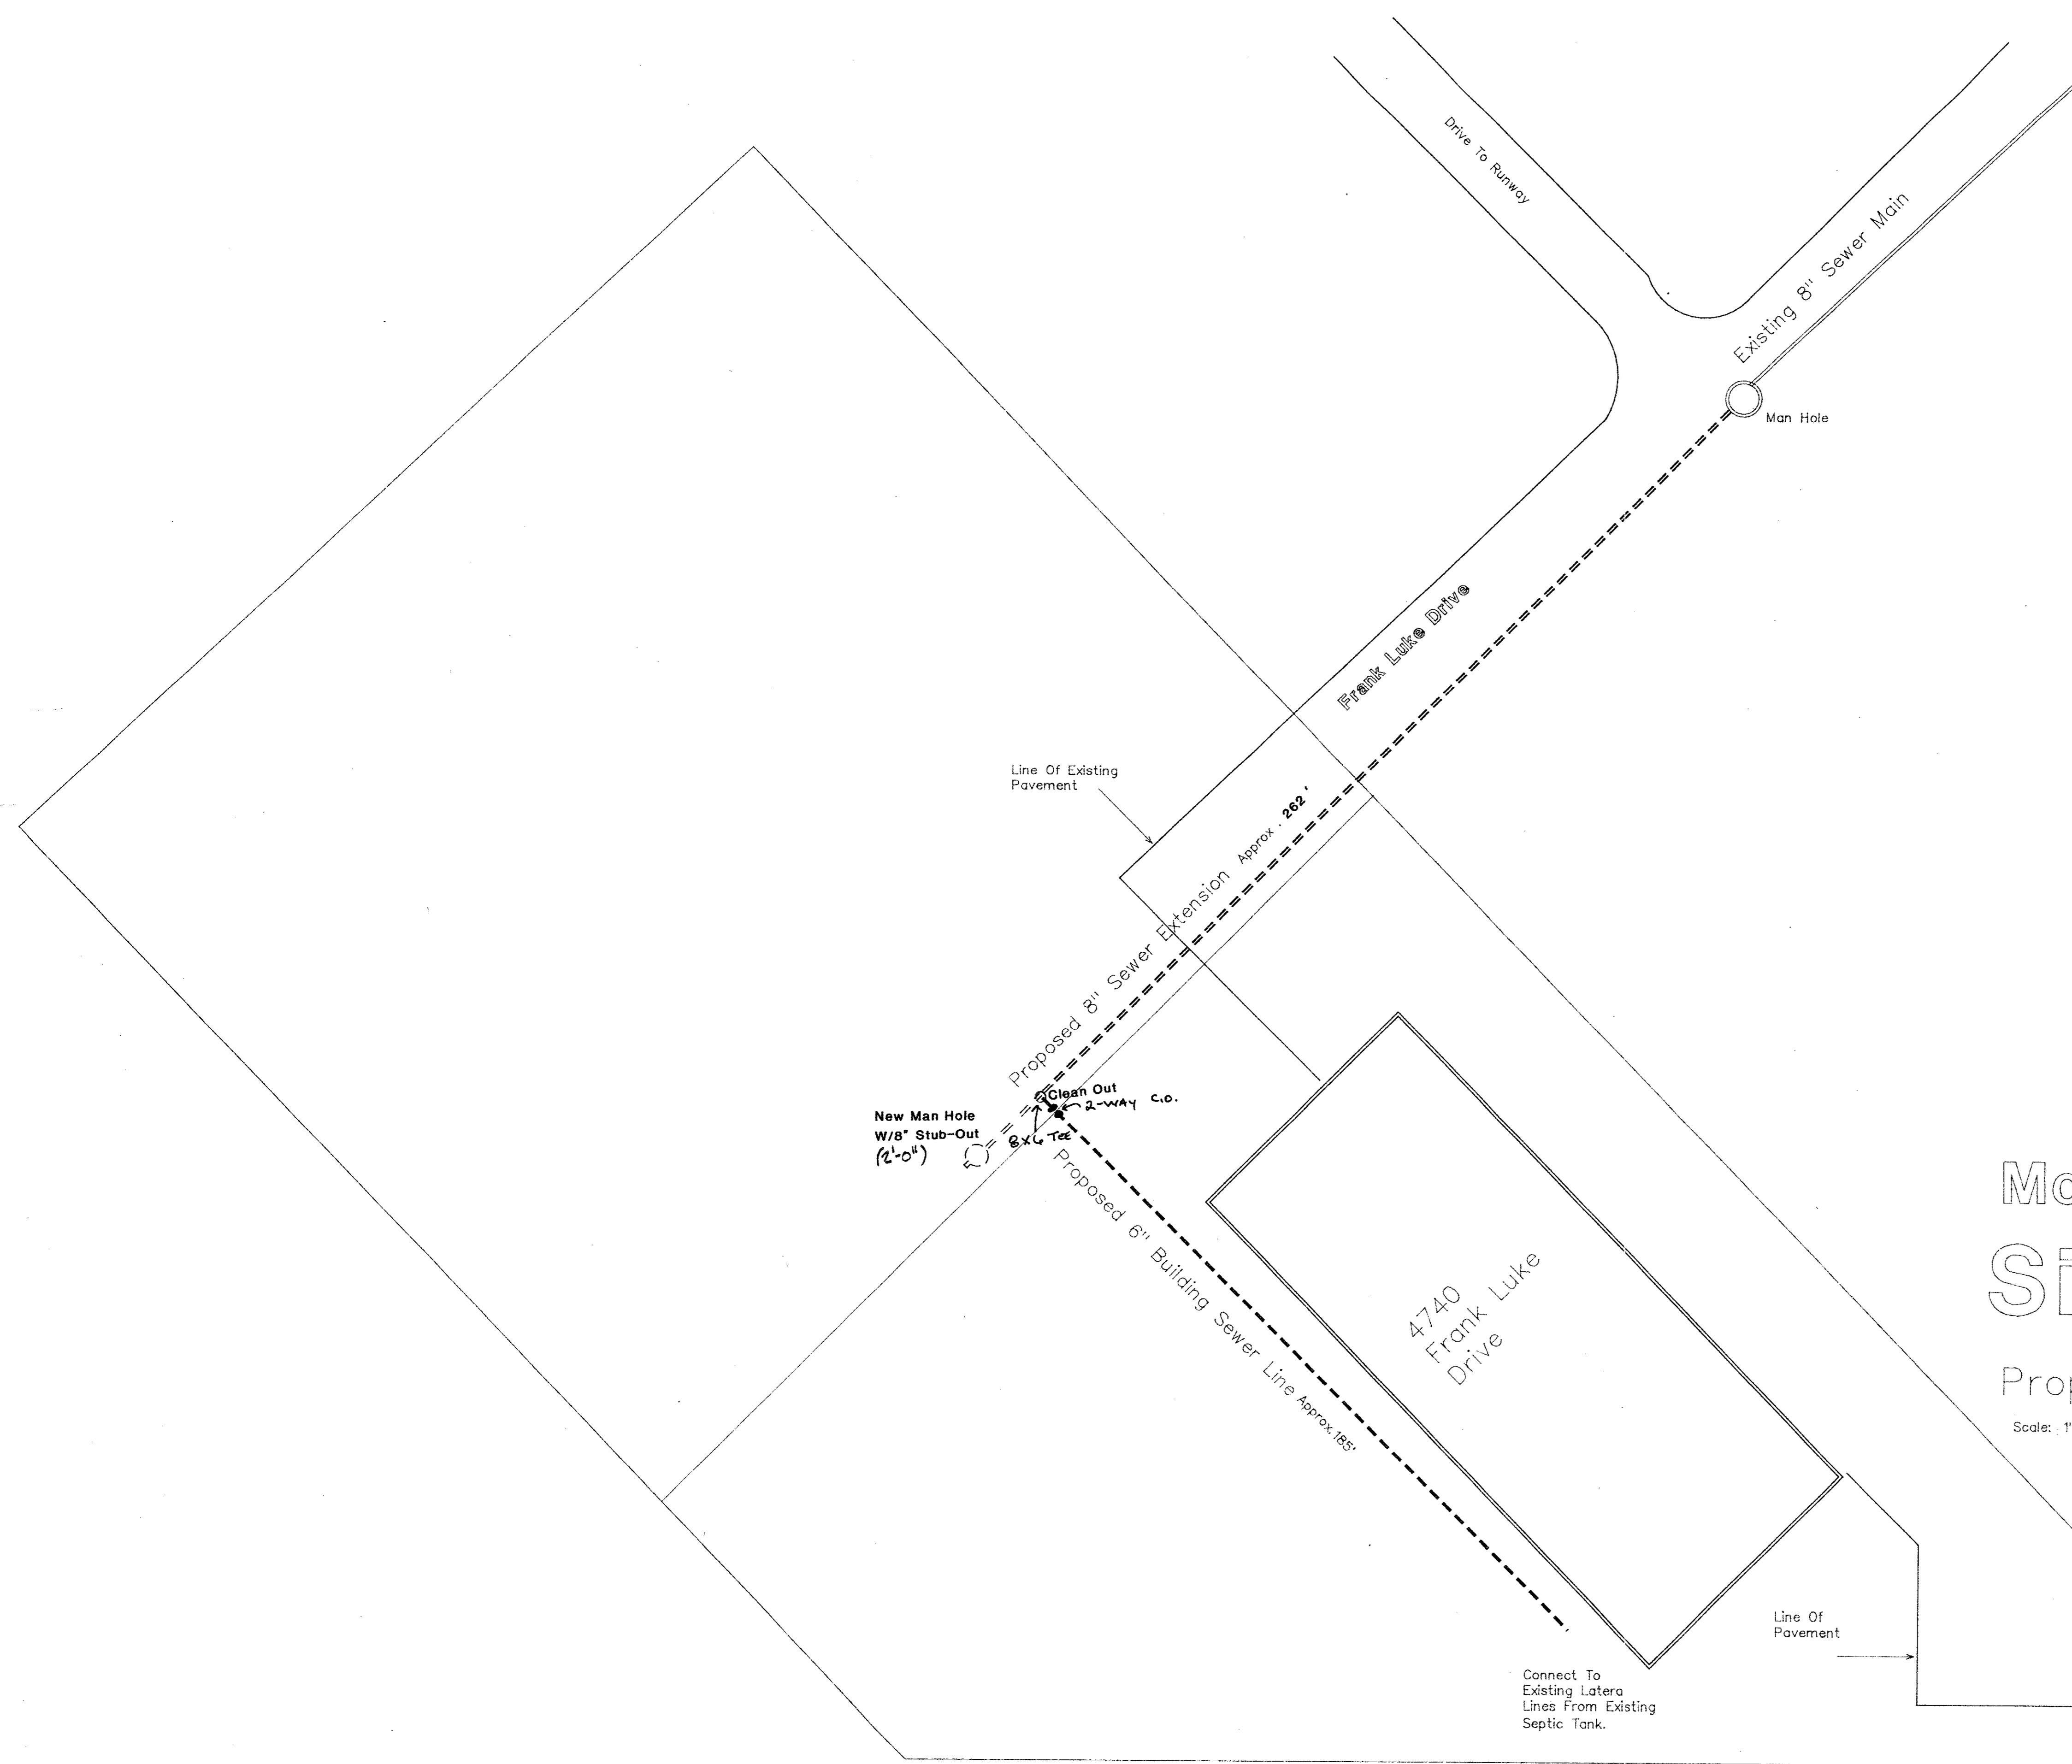 Drive To Runway
Existing 8" Sewer Main
Man Hole
Frank Luke Drive
Line Of Existing
Pavement
Proposed 8" Sewer Extension Approx. 262'
Clean Out
2-WAY C.O.
New Man Hole
W/8" Stub-Out
(2'-0")
8x6 TEE
Proposed 6" Building Sewer Line Approx. 185'
4740
Frank Luke
Drive
Mo
Si
Prop
Scale: 1"
Line Of
Pavement
Connect To
Existing Latera
Lines From Existing
Septic Tank.